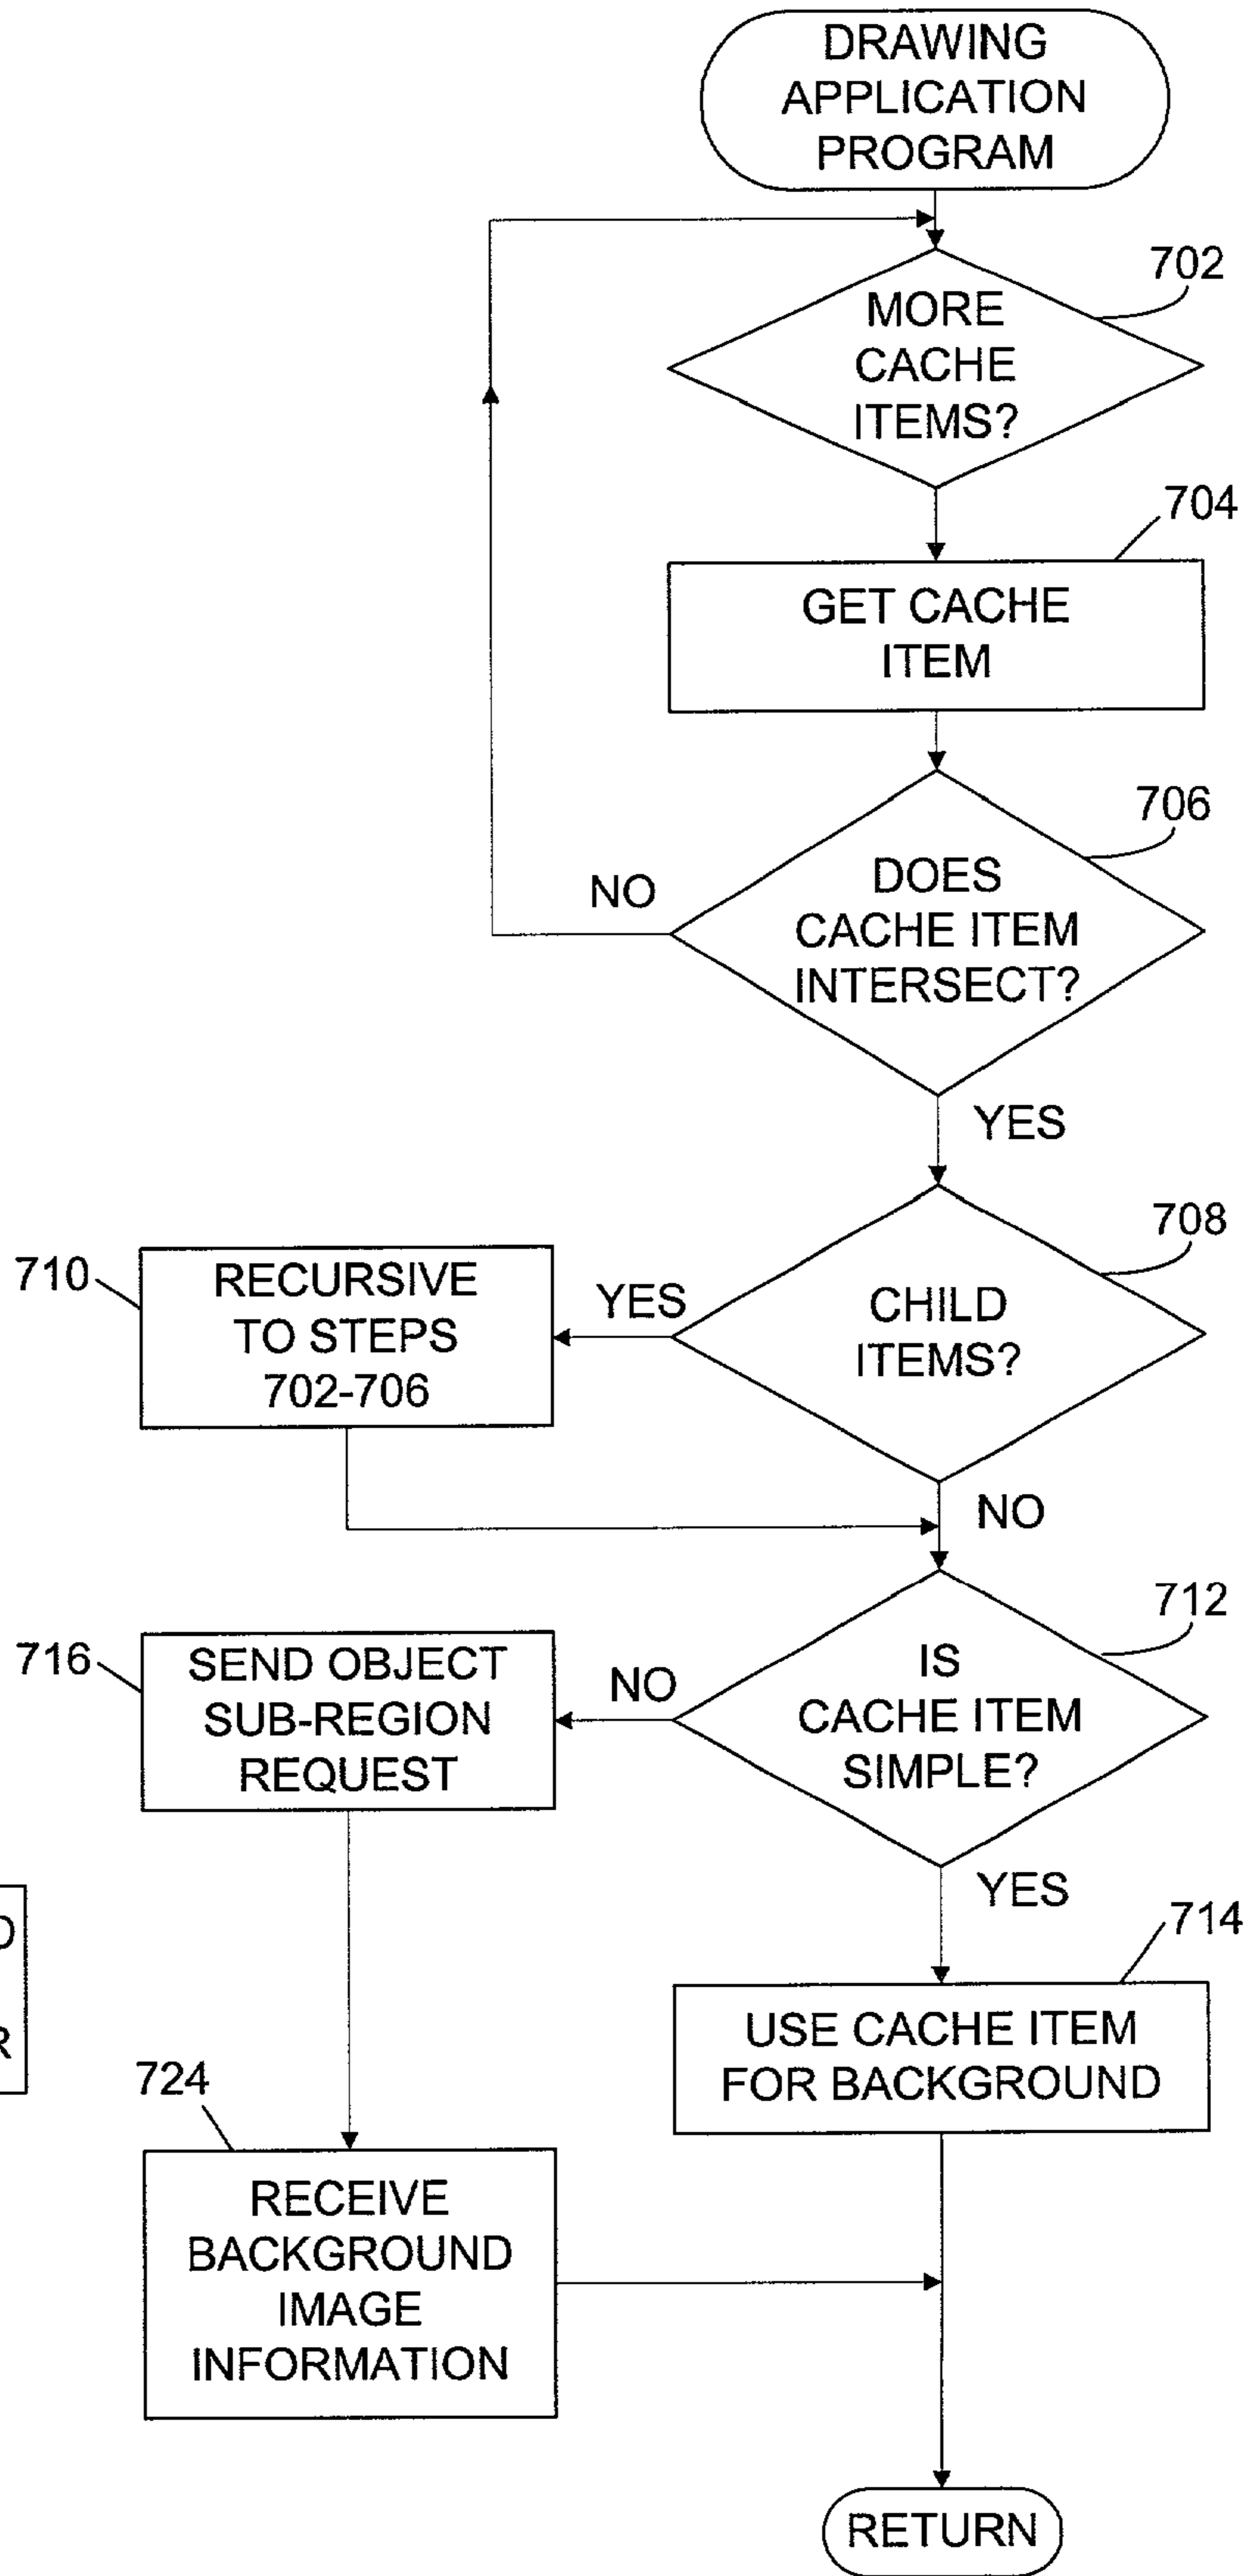 DRAWING
APPLICATION
PROGRAM
702
MORE
CACHE
ITEMS?
704
GET CACHE
ITEM
706
DOES
CACHE ITEM
INTERSECT?
NO
YES
708
CHILD
ITEMS?
YES
710
RECURSIVE
TO STEPS
702-706
NO
712
IS
CACHE ITEM
SIMPLE?
NO
716
SEND OBJECT
SUB-REGION
REQUEST
YES
714
USE CACHE ITEM
FOR BACKGROUND
724
RECEIVE
BACKGROUND
IMAGE
INFORMATION
RETURN